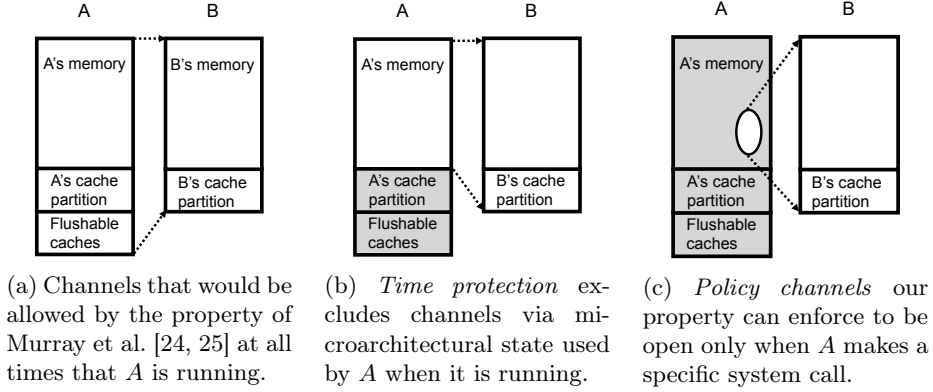 A B A B A B
A's memory B's memory A's memory A's memory
A's cache partition B's cache partition A's cache partition B's cache partition A's cache partition B's cache partition
Flushable caches Flushable caches Flushable caches
(a) Channels that would be
allowed by the property of
Murray et al. [24, 25] at all
times that A is running.
(b) Time protection ex-
cludes channels via mi-
croarchitectural state used
by A when it is running.
(c) Policy channels our
property can enforce to be
open only when A makes a
specific system call.